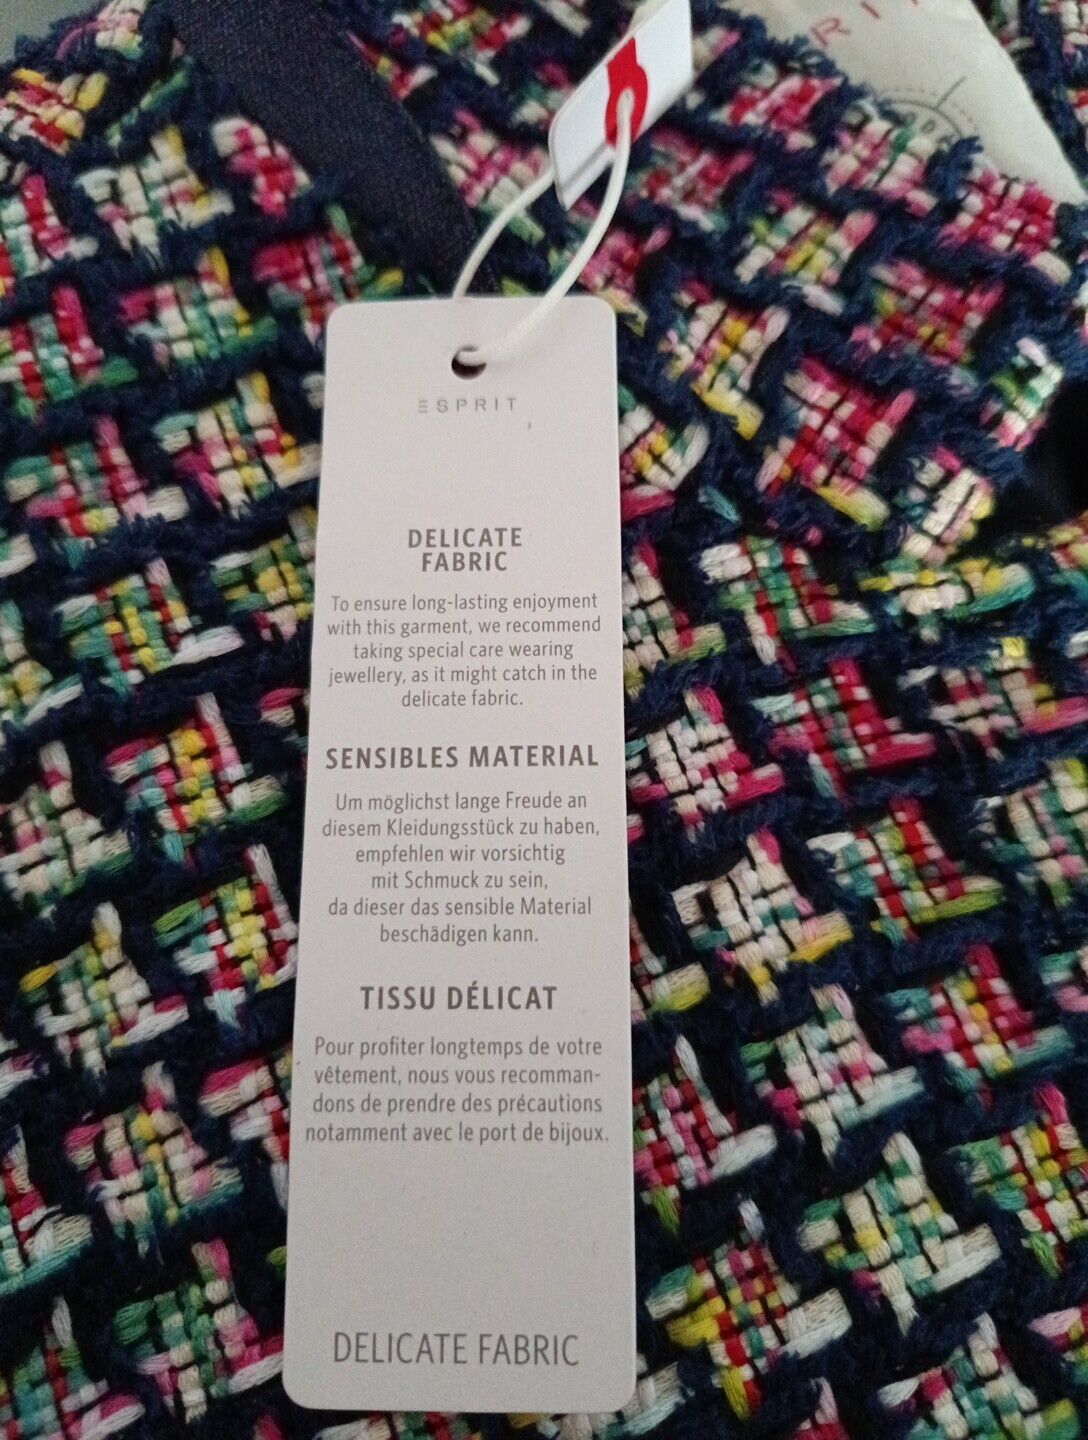 ESPRIT
DELICATE
FABRIC
To ensure long-lasting enjoyment
with this garment, we recommend
taking special care wearing
jewellery, as it might catch in the
delicate fabric.
SENSIBLES MATERIAL
Um möglichst lange Freude an
diesem Kleidungsstück zu haben,
empfehlen wir vorsichtig
mit Schmuck zu sein,
da dieser das sensible Material
beschädigen kann.
TISSU DÉLICAT
Pour profiter longtemps de votre
vêtement, nous vous recomman-
dons de prendre des précautions
notamment avec le port de bijoux.
DELICATE FABRIC